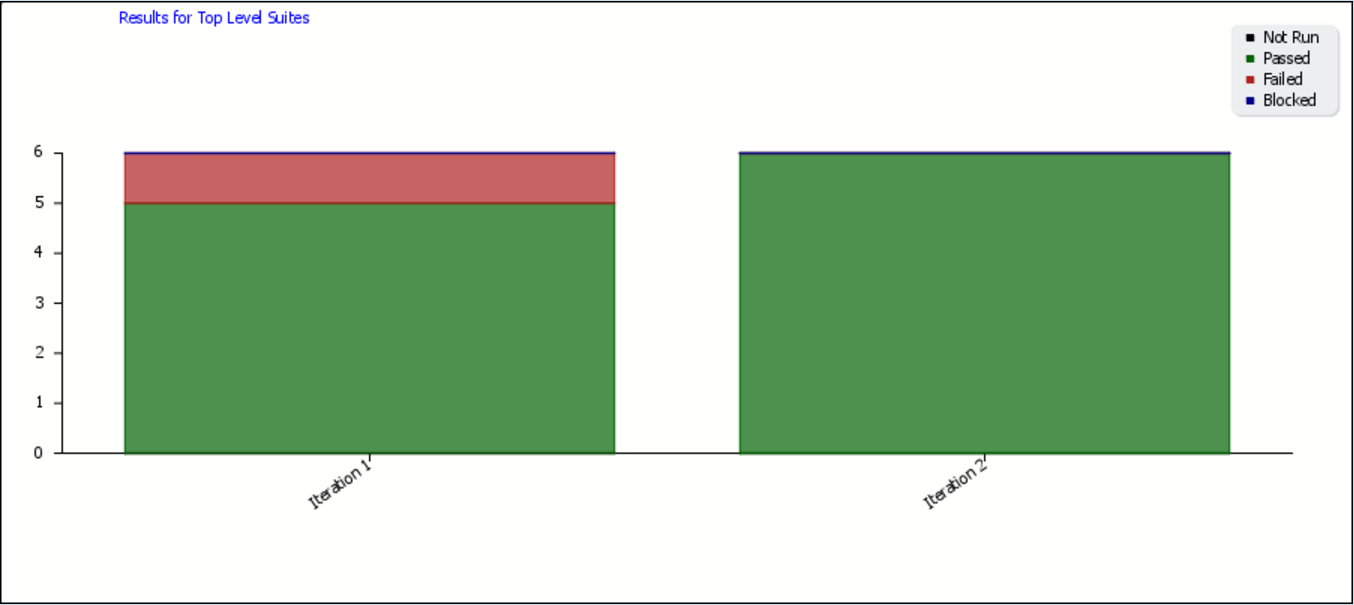 Results for Top Level Suites
Not Run
Passed
Failed
Blocked
6
5
4
3
2
1
0
Iteration 1
Iteration 2